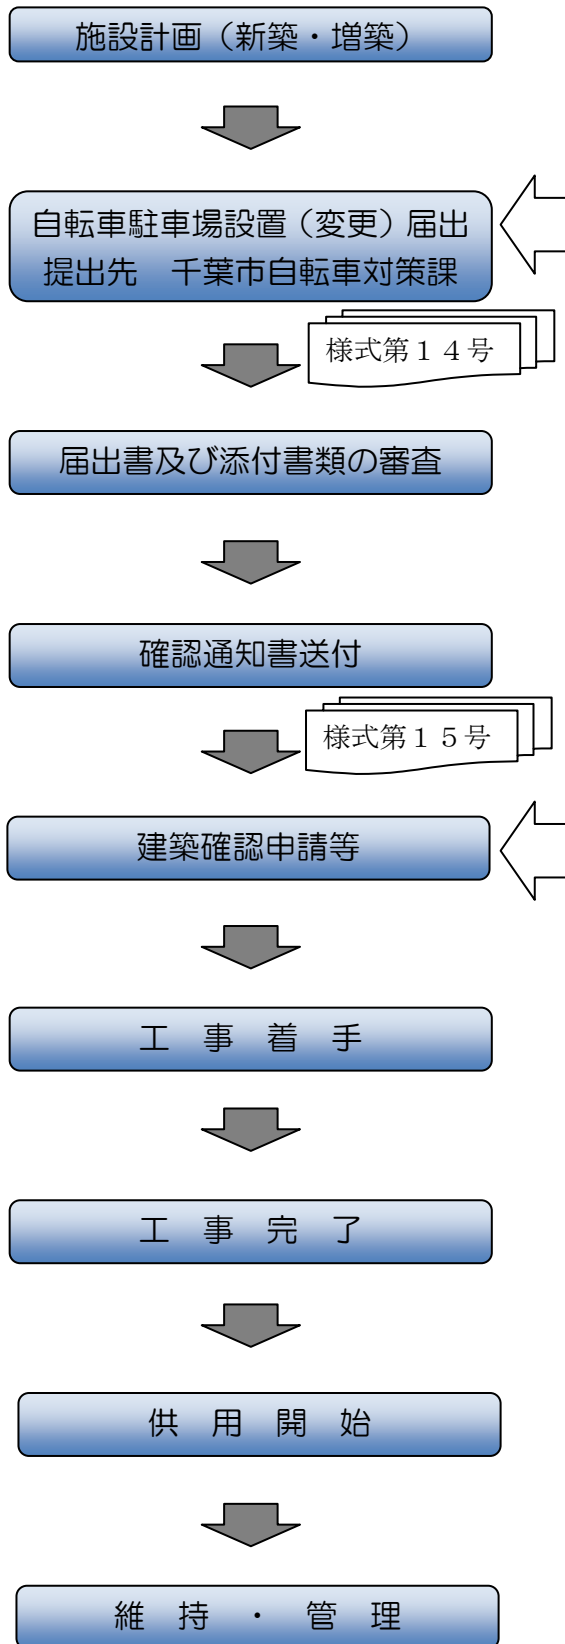 施設計画（新築・増築）
自転車駐車場設置（変更）届出
提出先　千葉市自転車対策課
様式第１４号
届出書及び添付書類の審査
確認通知書送付
様式第１５号
建築確認申請等
工　事　着　手
工　事　完　了
供　用　開　始
維　持　・　管　理